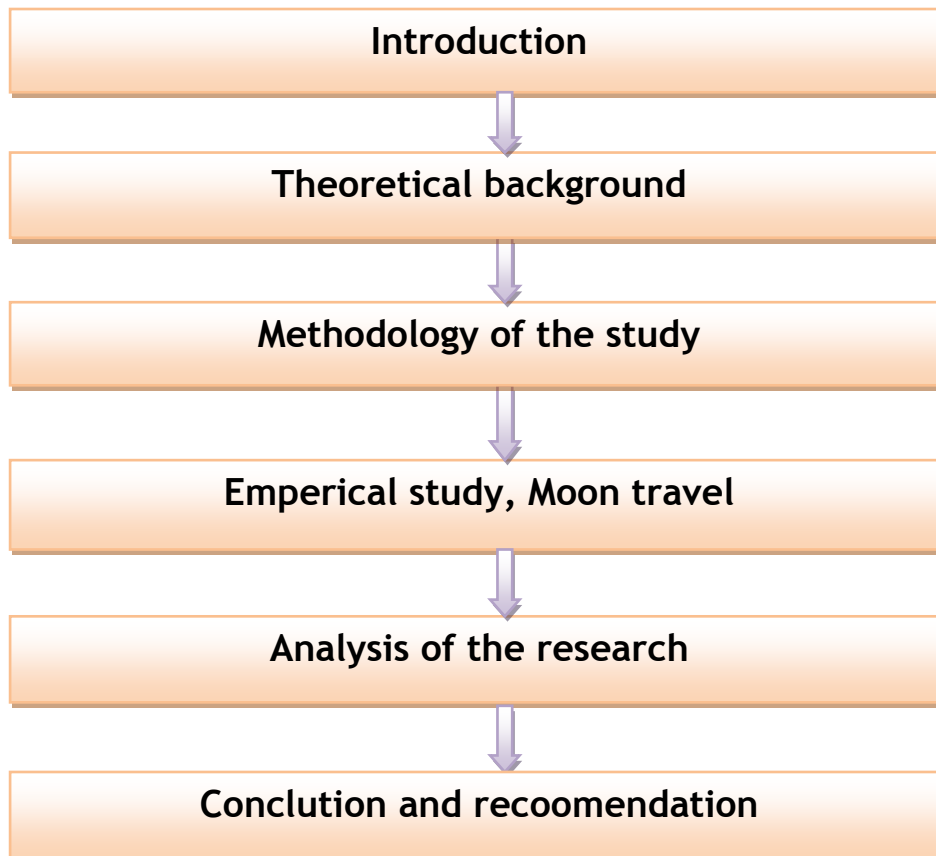 Introduction
Theoretical background
Methodology of the study
Emperical study, Moon travel
Analysis of the research
Conclution and recoomendation